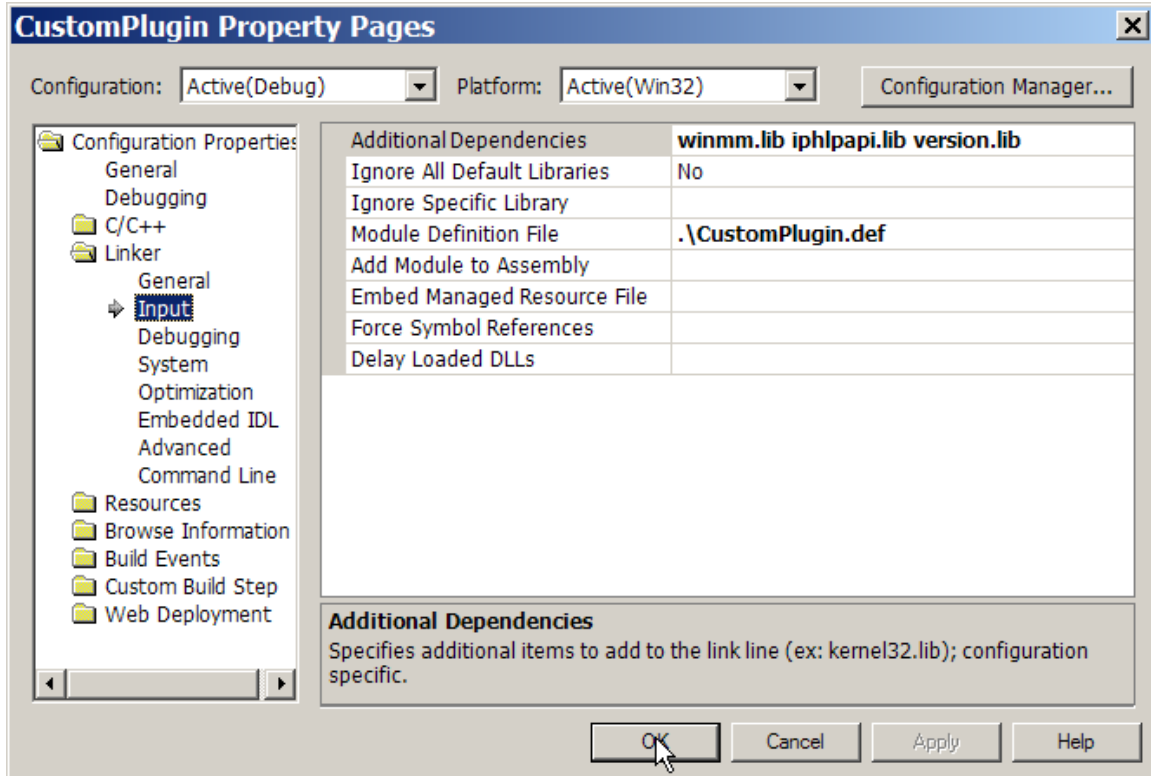 CustomPlugin Property Pages
Configuration: Active(Debug) Platform: Active(Win32) Configuration Manager...
Configuration Properties
General
Debugging
C/C++
Linker
General
Input
Debugging
System
Optimization
Embedded IDL
Advanced
Command Line
Resources
Browse Information
Build Events
Custom Build Step
Web Deployment
Additional Dependencies winmm.lib iphlpapi.lib version.lib
Ignore All Default Libraries No
Ignore Specific Library
Module Definition File .\CustomPlugin.def
Add Module to Assembly
Embed Managed Resource File
Force Symbol References
Delay Loaded DLLs
Additional Dependencies
Specifies additional items to add to the link line (ex: kernel32.lib); configuration
specific.
OK Cancel Apply Help